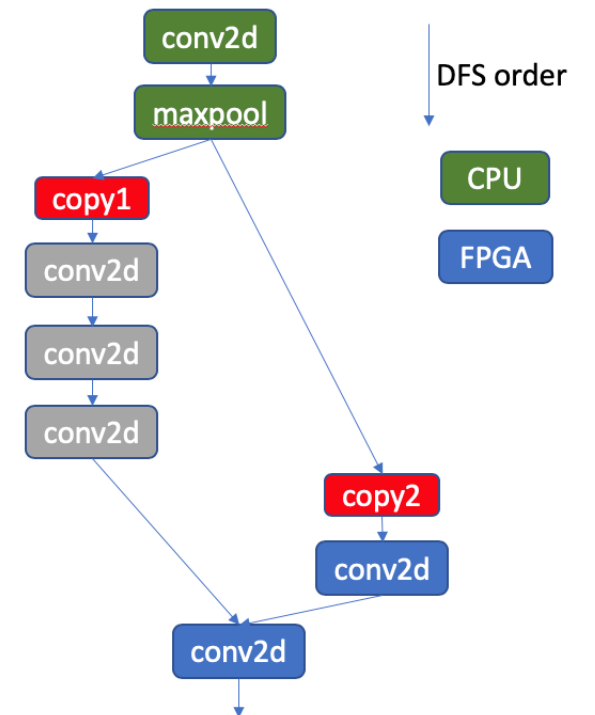 conv2d
maxpool
DFS order
CPU
copy1
FPGA
conv2d
conv2d
conv2d
copy2
conv2d
conv2d